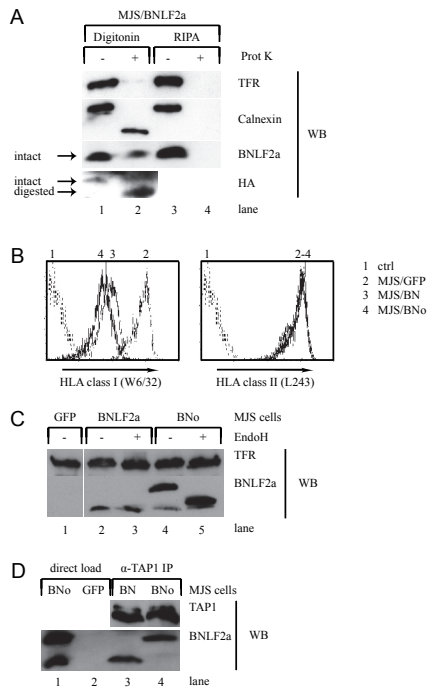 A
MJS/BNLF2a
Digitonin RIPA
- + - + Prot K
TFR
Calnexin
intact BNLF2a
WB
intact HA
digested
1 2 3 4 lane
B
1 4 3 2
HLA class I (W6/32)
1 2-4
HLA class II (L243)
1 ctrl
2 MJS/GFP
3 MJS/BN
4 MJS/BNo
C
GFP BNLF2a BNo MJS cells
- - + - + EndoH
TFR
BNLF2a WB
1 2 3 4 5 lane
D
direct load α-TAP1 IP
BNo GFP BN BNo MJS cells
TAP1
BNLF2a WB
1 2 3 4 lane